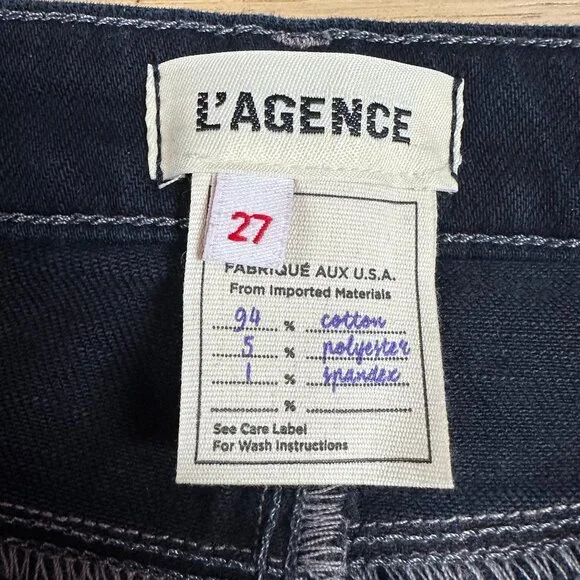 L'AGENCE
27
FABRIQUÉ AUX U.S.A.
From Imported Materials
94 % cotton
5 % polyester
1 % spandex
%
See Care Label
For Wash Instructions